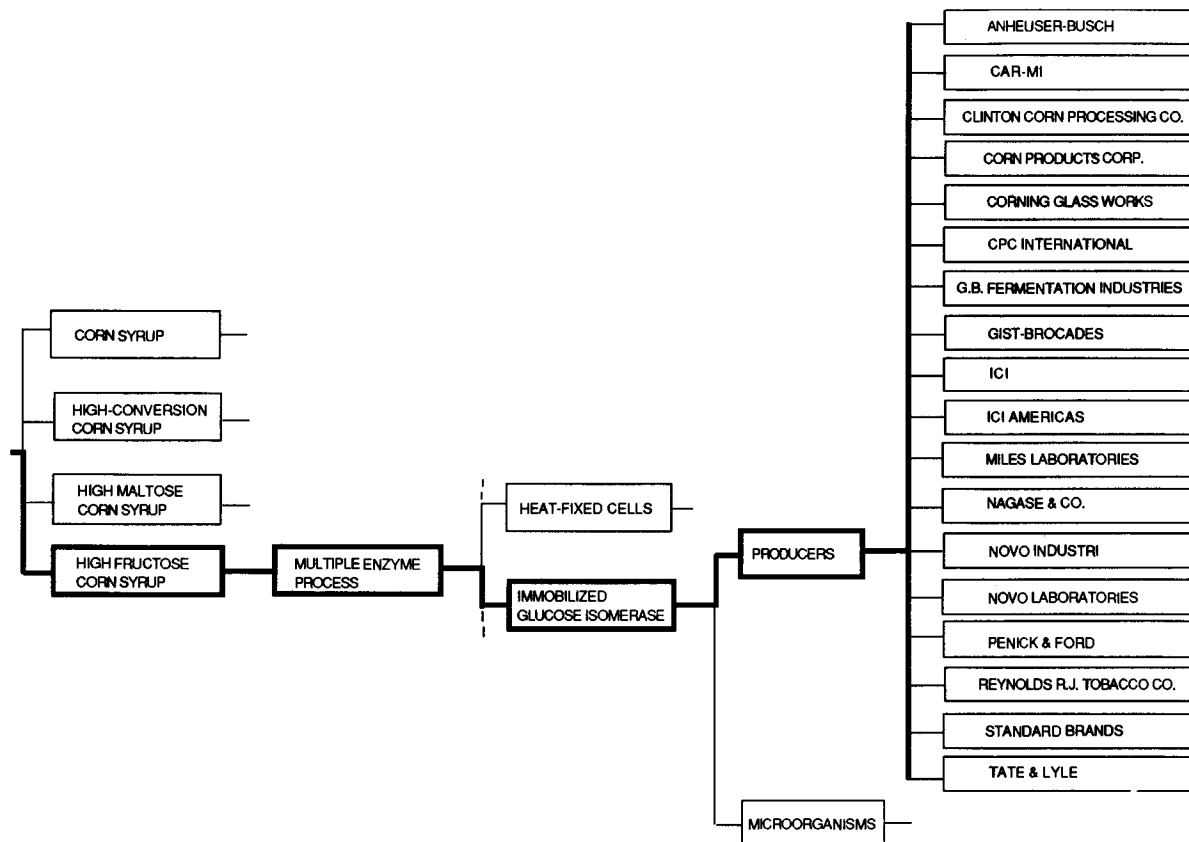 CORN SYRUP
HIGH-CONVERSION
CORN SYRUP
HIGH MALTOSE
CORN SYRUP
HIGH FRUCTOSE
CORN SYRUP
MULTIPLE ENZYME
PROCESS
HEAT-FIXED CELLS
IMMOBILIZED
GLUCOSE ISOMERASE
PRODUCERS
MICROORGANISMS
ANHEUSER-BUSCH
CAR-MI
CLINTON CORN PROCESSING CO.
CORN PRODUCTS CORP.
CORNING GLASS WORKS
CPC INTERNATIONAL
G.B. FERMENTATION INDUSTRIES
GIST-BROCADES
ICI
ICI AMERICAS
MILES LABORATORIES
NAGASE & CO.
NOVO INDUSTRI
NOVO LABORATORIES
PENICK & FORD
REYNOLDS R.J. TOBACCO CO.
STANDARD BRANDS
TATE & LYLE